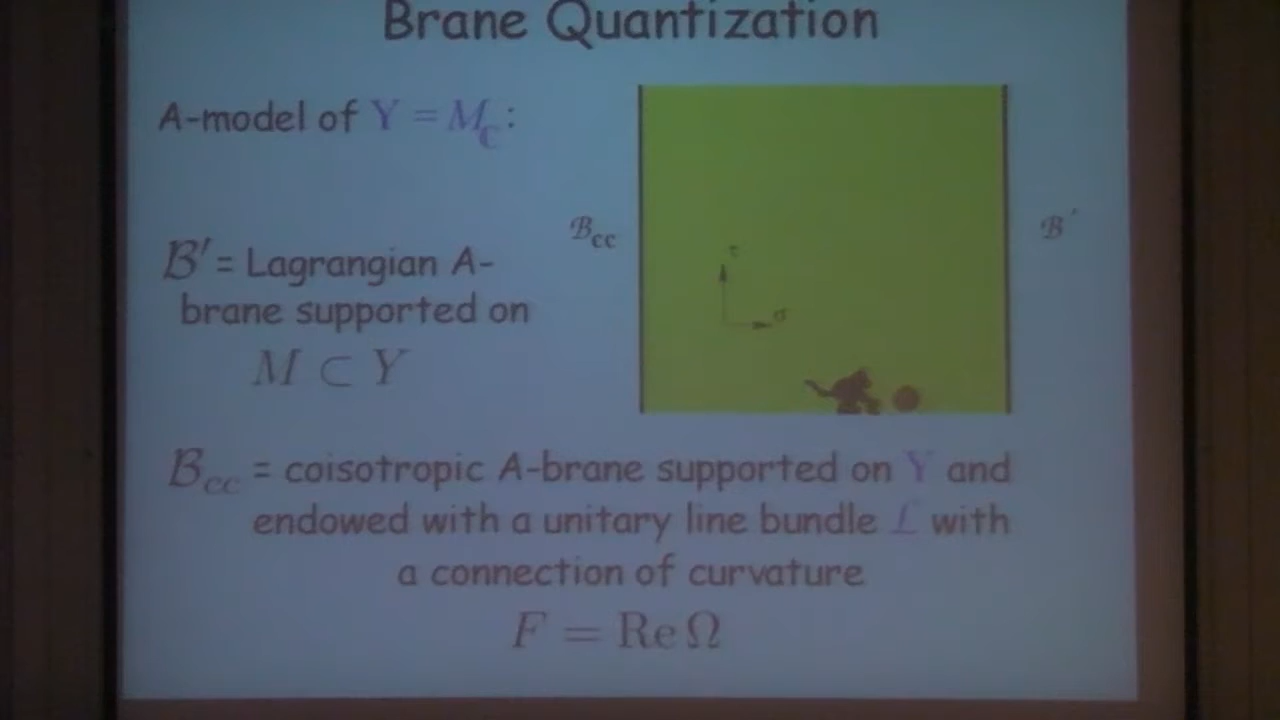 Brane Quantization
A-model of Y = M_ℂ:
ℬ_cc
ℬ′
τ
σ
ℬ′ = Lagrangian A-
brane supported on
M ⊂ Y
ℬ_cc = coisotropic A-brane supported on Y and
endowed with a unitary line bundle ℒ with
a connection of curvature
F = Re Ω